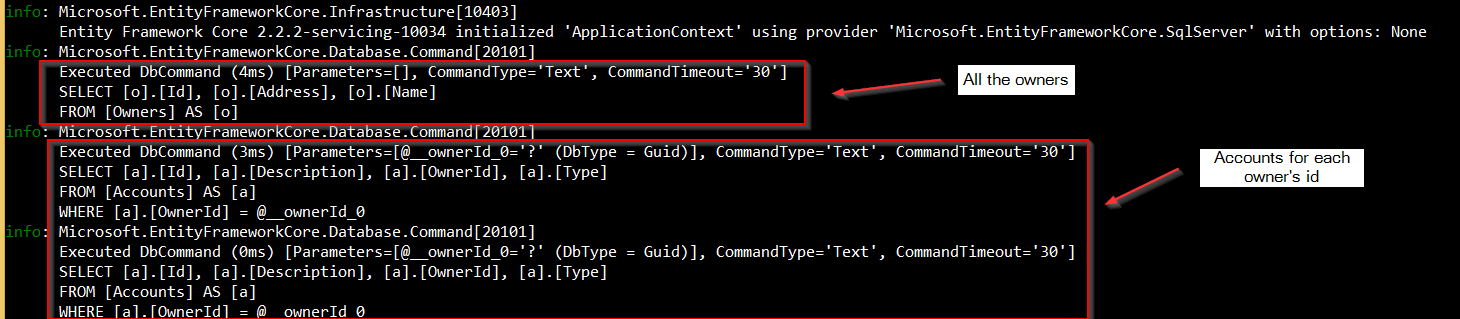 info: Microsoft.EntityFrameworkCore.Infrastructure[10403]
Entity Framework Core 2.2.2-servicing-10034 initialized 'ApplicationContext' using provider 'Microsoft.EntityFrameworkCore.SqlServer' with options: None
info: Microsoft.EntityFrameworkCore.Database.Command[20101]
Executed DbCommand (4ms) [Parameters=[], CommandType='Text', CommandTimeout='30']
SELECT [o].[Id], [o].[Address], [o].[Name]
FROM [Owners] AS [o]
All the owners
info: Microsoft.EntityFrameworkCore.Database.Command[20101]
Executed DbCommand (3ms) [Parameters=[@__ownerId_0='?' (DbType = Guid)], CommandType='Text', CommandTimeout='30']
SELECT [a].[Id], [a].[Description], [a].[OwnerId], [a].[Type]
FROM [Accounts] AS [a]
WHERE [a].[OwnerId] = @__ownerId_0
Accounts for each
owner's id
info: Microsoft.EntityFrameworkCore.Database.Command[20101]
Executed DbCommand (0ms) [Parameters=[@__ownerId_0='?' (DbType = Guid)], CommandType='Text', CommandTimeout='30']
SELECT [a].[Id], [a].[Description], [a].[OwnerId], [a].[Type]
FROM [Accounts] AS [a]
WHERE [a].[OwnerId] = @__ownerId_0